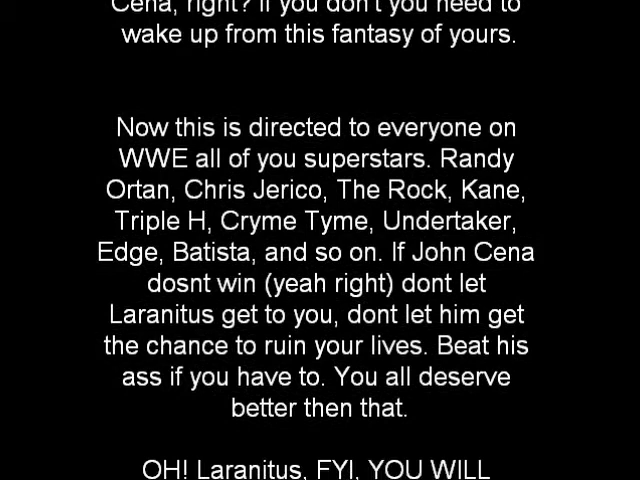 Cena, right? If you don't you need to
wake up from this fantasy of yours.
Now this is directed to everyone on
WWE all of you superstars. Randy
Ortan, Chris Jerico, The Rock, Kane,
Triple H, Cryme Tyme, Undertaker,
Edge, Batista, and so on. If John Cena
dosnt win (yeah right) dont let
Laranitus get to you, dont let him get
the chance to ruin your lives. Beat his
ass if you have to. You all deserve
better then that.
OH! Laranitus, FYI, YOU WILL